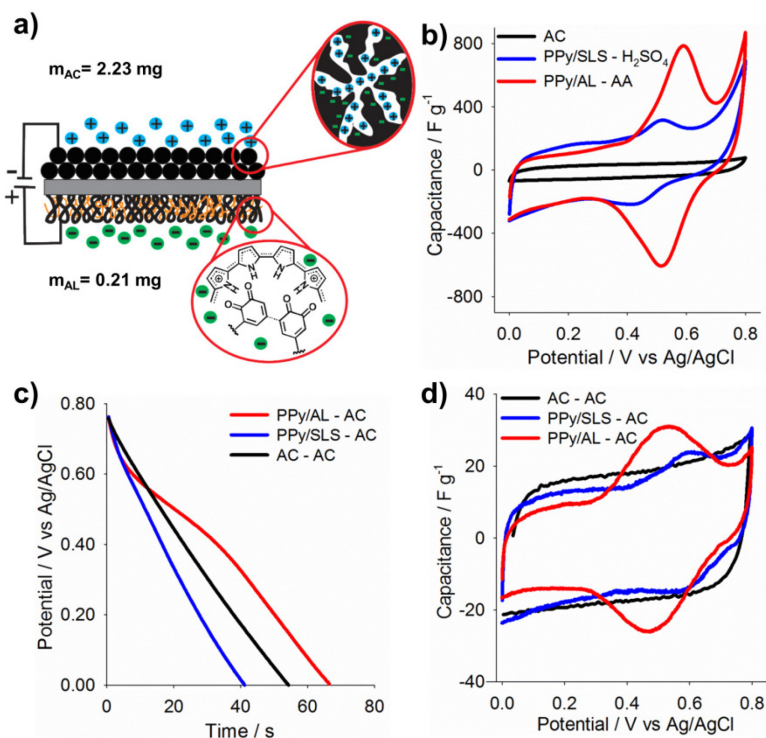 a)
m_AC= 2.23 mg
-
+
m_AL= 0.21 mg
N
H
H
N
N
H
H
N
O
O
O
O
b)
AC
PPy/SLS - H₂SO₄
PPy/AL - AA
800
400
0
-400
-800
Capacitance / F g⁻¹
0.0 0.2 0.4 0.6 0.8
Potential / V vs Ag/AgCl
c)
PPy/AL - AC
PPy/SLS - AC
AC - AC
0.80
0.60
0.40
0.20
0.00
Potential / V vs Ag/AgCl
0 20 40 60 80
Time / s
d)
AC - AC
PPy/SLS - AC
PPy/AL - AC
40
20
0
-20
-40
Capacitance / F g⁻¹
0.0 0.2 0.4 0.6 0.8
Potential / V vs Ag/AgCl